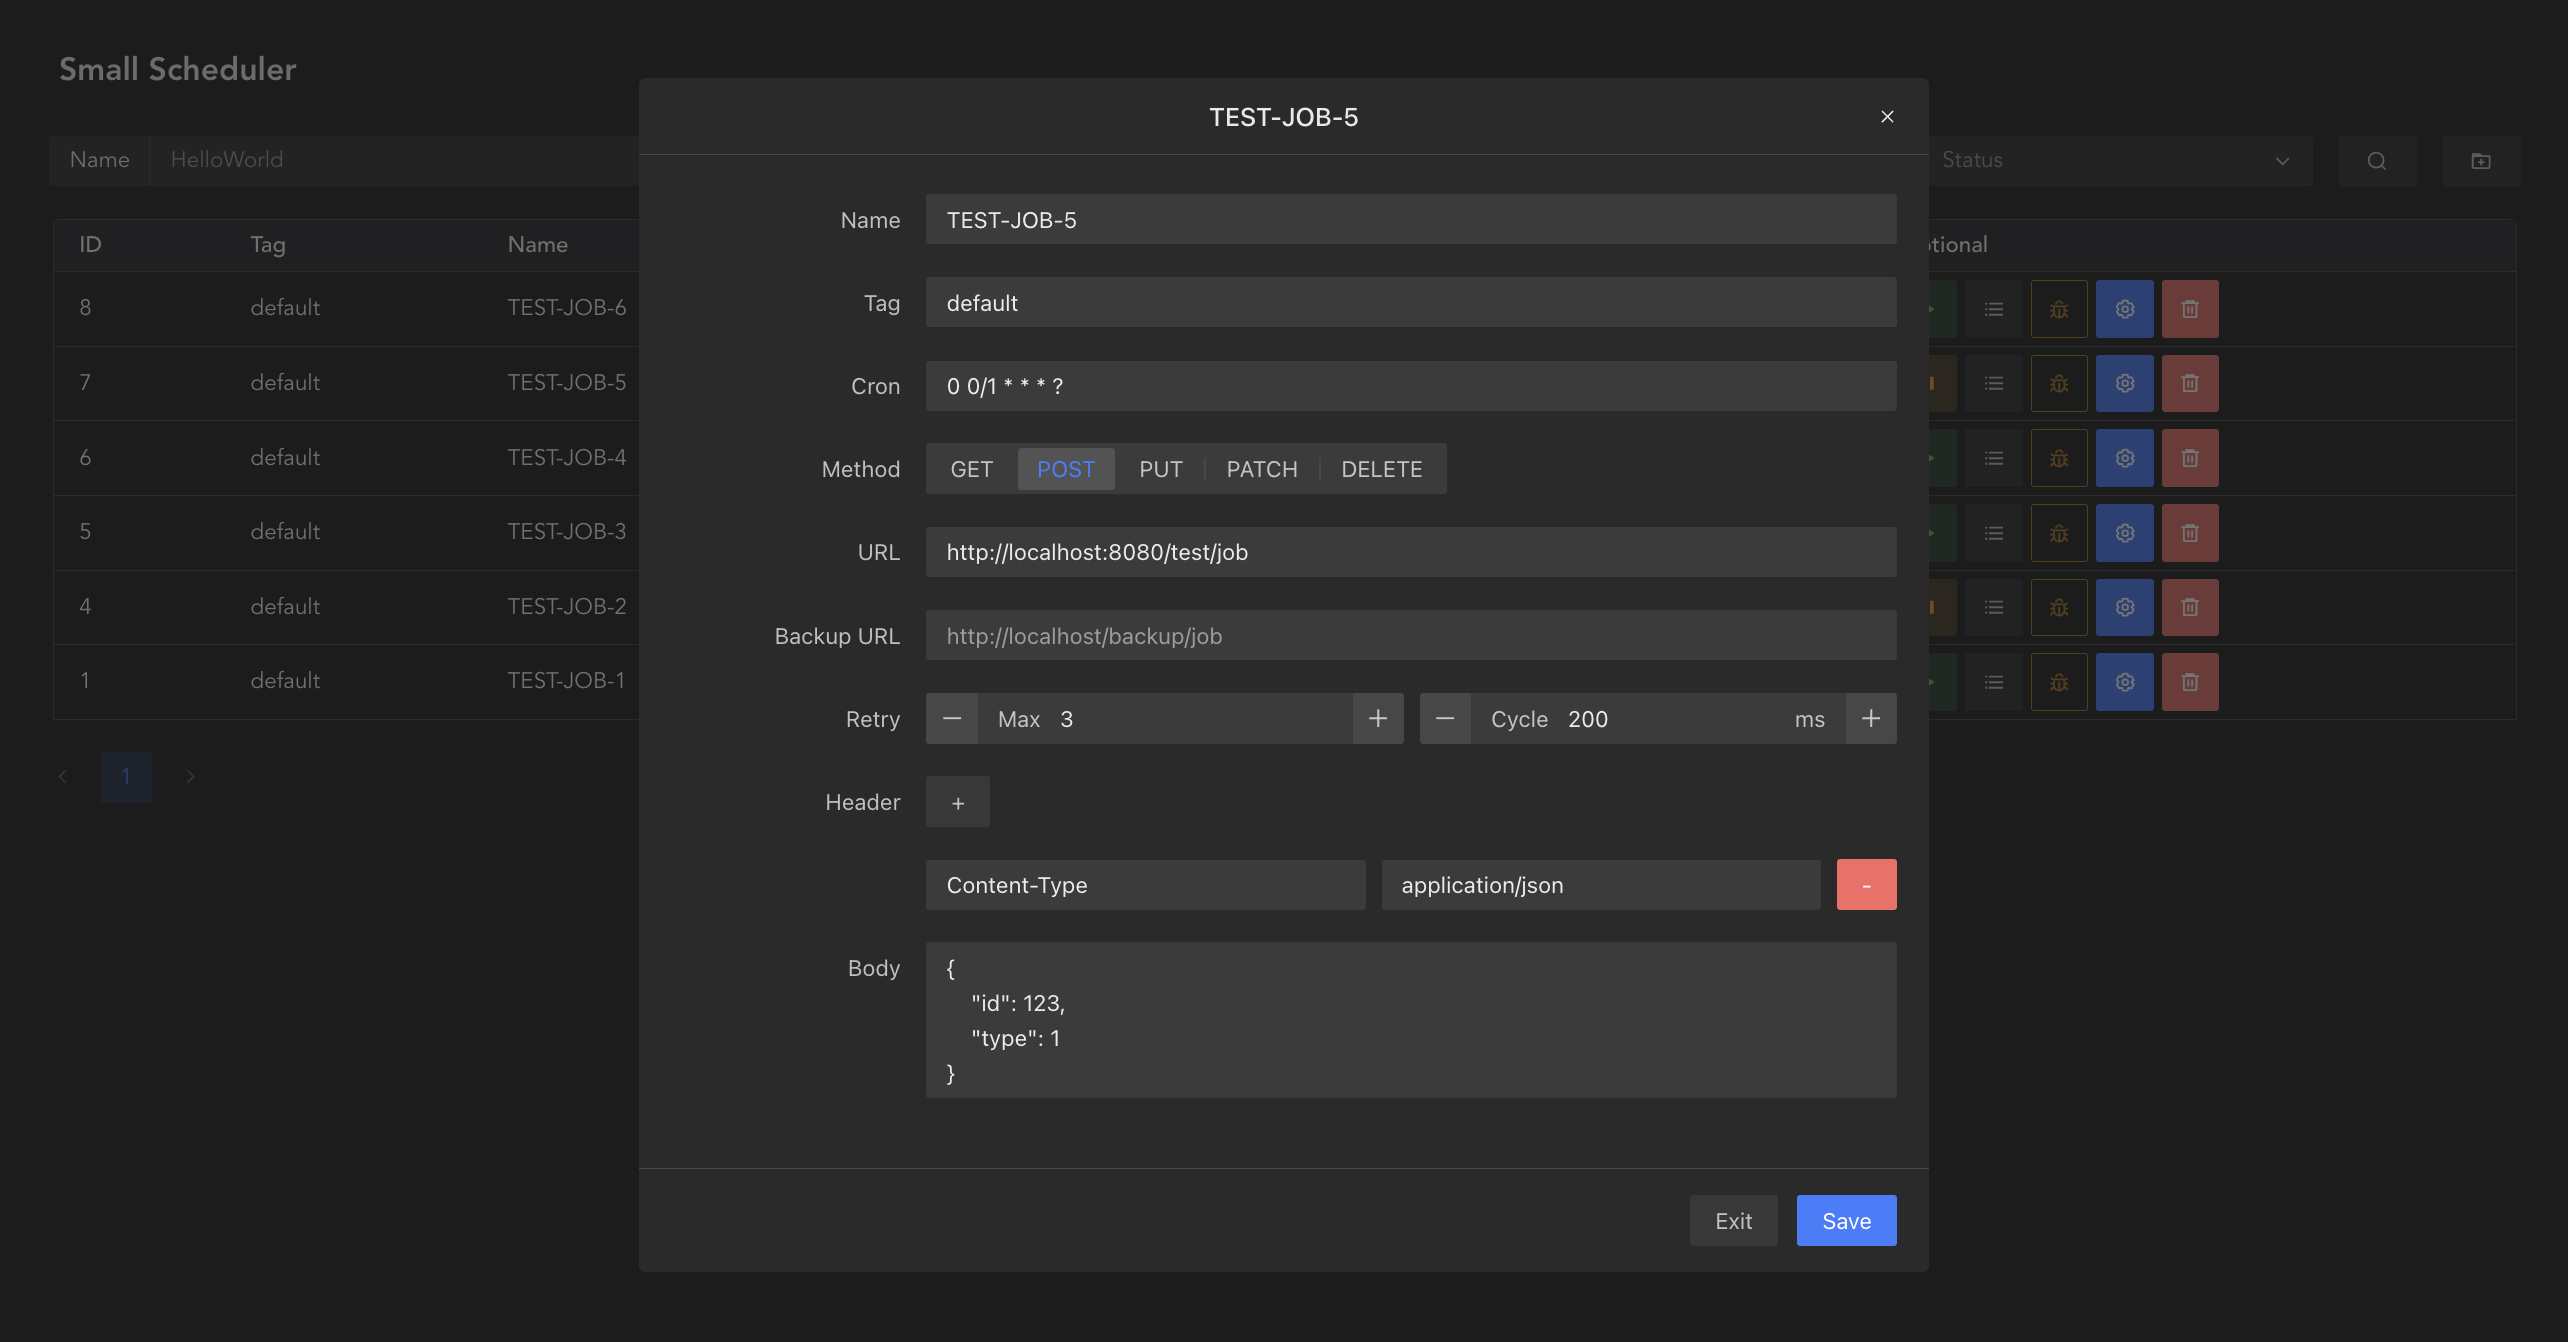 Small Scheduler
Name HelloWorld Status
ID Tag Name tional
8 default TEST-JOB-6
7 default TEST-JOB-5
6 default TEST-JOB-4
5 default TEST-JOB-3
4 default TEST-JOB-2
1 default TEST-JOB-1
1
TEST-JOB-5
Name TEST-JOB-5
Tag default
Cron 0 0/1 * * * ?
Method GET POST PUT PATCH DELETE
URL http://localhost:8080/test/job
Backup URL http://localhost/backup/job
Retry — Max 3 + — Cycle 200 ms +
Header +
Content-Type application/json -
Body {
"id": 123,
"type": 1
}
Exit Save